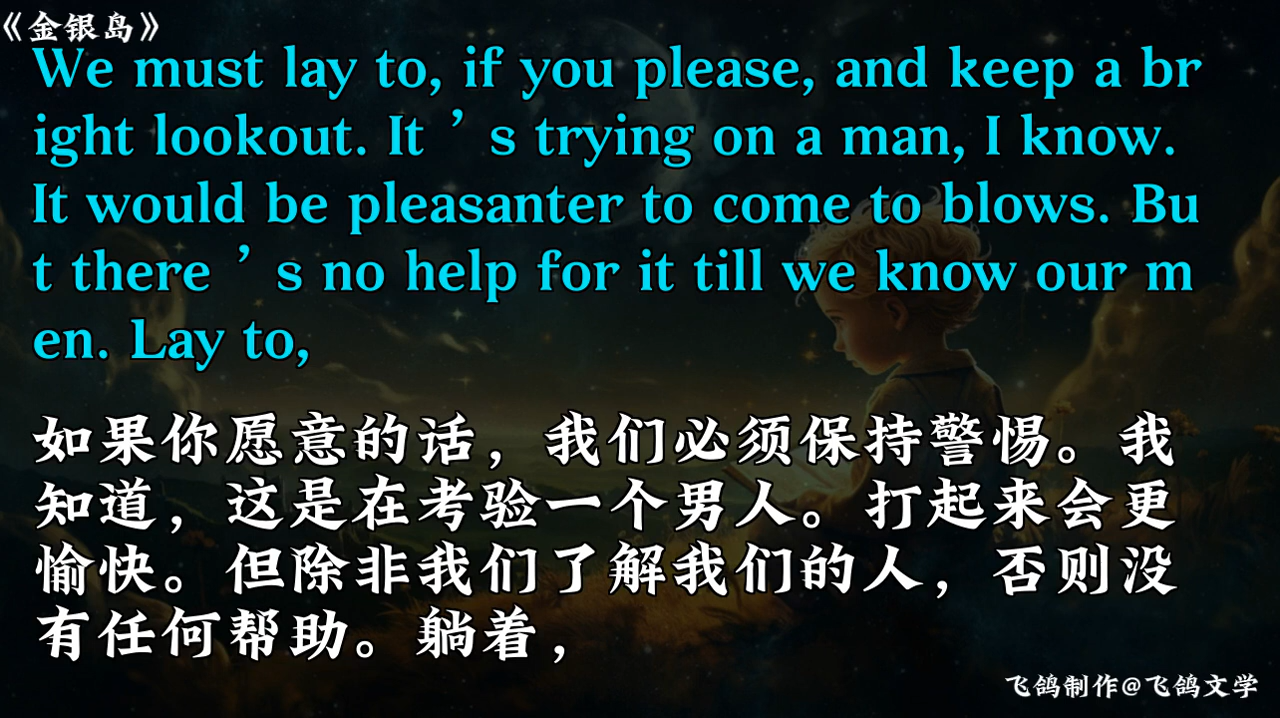 《金银岛》
We must lay to, if you please, and keep a br
ight lookout. It ’ s trying on a man, I know.
It would be pleasanter to come to blows. Bu
t there ’ s no help for it till we know our m
en. Lay to,
如果你愿意的话，我们必须保持警惕。我
知道，这是在考验一个男人。打起来会更
愉快。但除非我们了解我们的人，否则没
有任何帮助。躺着，
飞鸽制作@飞鸽文学